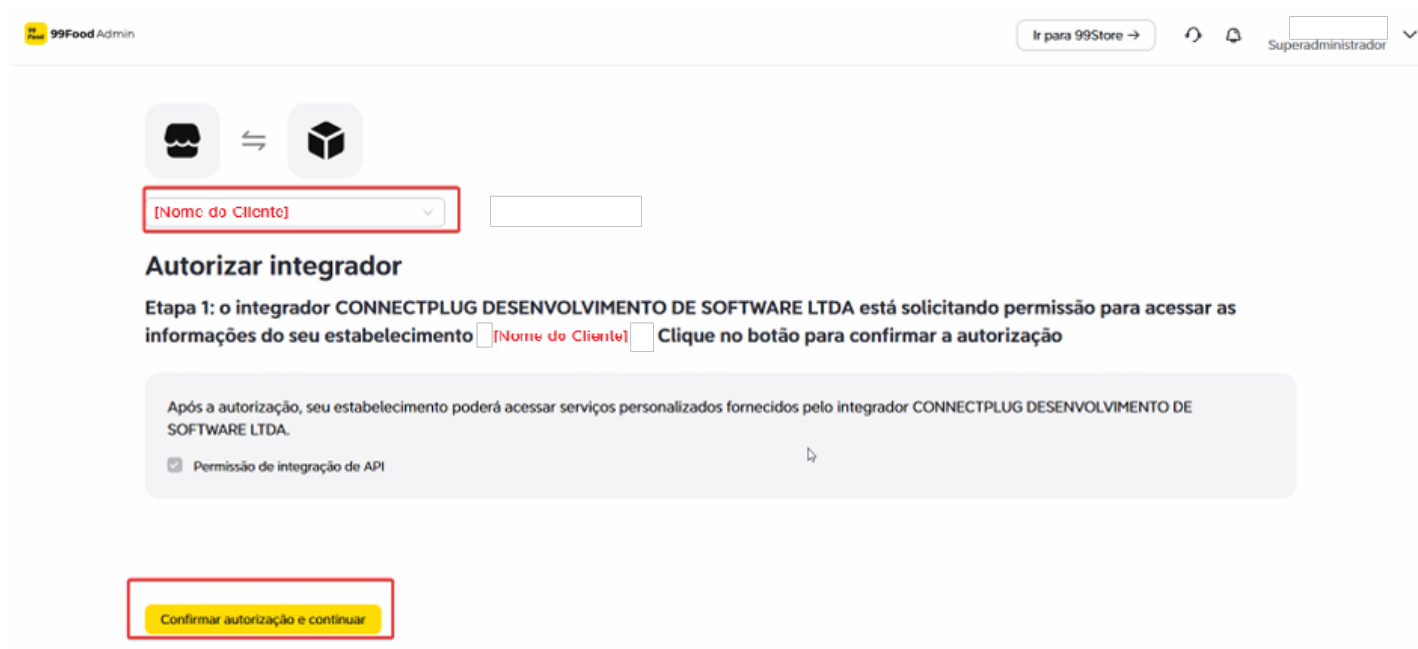 99 Food 99Food Admin
Ir para 99Store →
Superadministrador
[Nome do Cliente]
Autorizar integrador
Etapa 1: o integrador CONNECTPLUG DESENVOLVIMENTO DE SOFTWARE LTDA está solicitando permissão para acessar as
informações do seu estabelecimento [Nome do Cliente] Clique no botão para confirmar a autorização
Após a autorização, seu estabelecimento poderá acessar serviços personalizados fornecidos pelo integrador CONNECTPLUG DESENVOLVIMENTO DE
SOFTWARE LTDA.
Permissão de integração de API
Confirmar autorização e continuar